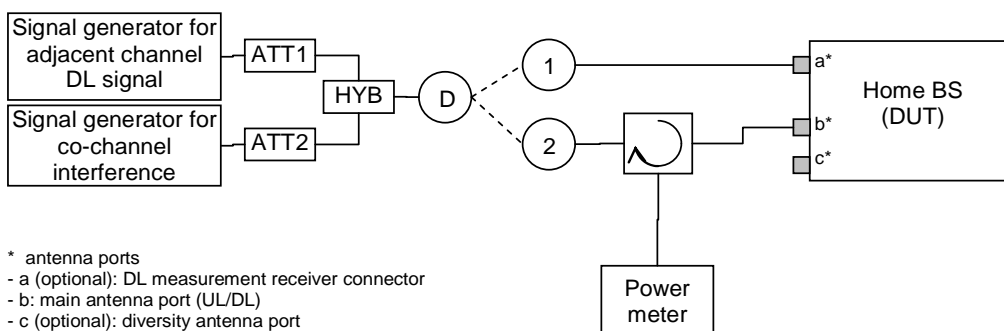 Signal generator for
adjacent channel
DL signal
ATT1
HYB
D
1
2
Signal generator for
co-channel
interference
ATT2
a*
b*
c*
Home BS
(DUT)
Power
meter
* antenna ports
- a (optional): DL measurement receiver connector
- b: main antenna port (UL/DL)
- c (optional): diversity antenna port